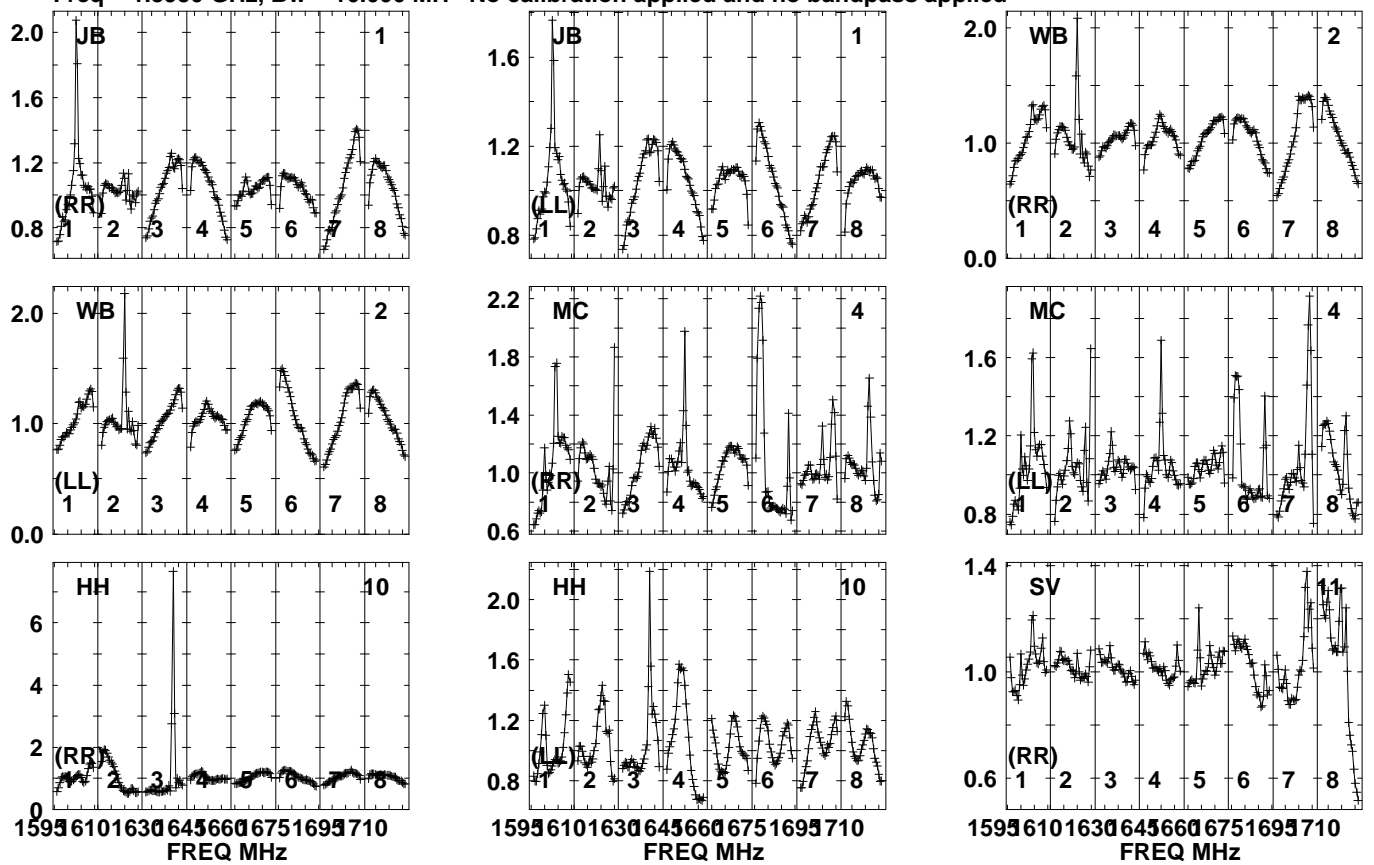 No calibration applied and no bandpass applied
2.0 JB 1
1.6
1.2
0.8 (RR) 1 2 3 4 5 6 7 8
JB 1
1.6
1.2
0.8 (LL) 1 2 3 4 5 6 7 8
2.0 WB 2
1.0
(RR) 1 2 3 4 5 6 7 8
0.0
2.0 WB 2
1.0
(LL) 1 2 3 4 5 6 7 8
0.0
2.2 MC 4
1.8
1.4
1.0 (RR)
0.6 1 2 3 4 5 6 7 8
MC 4
1.6
1.2
(LL)
0.8 1 2 3 4 5 6 7 8
HH 10
6
4
2 (RR)
0 1 2 3 4 5 6 7 8
1595 1610 1630 1645 1660 1675 1695 1710
FREQ MHz
HH 10
2.0
1.6
1.2
(LL)
0.8 1 2 3 4 5 6 7 8
1595 1610 1630 1645 1660 1675 1695 1710
FREQ MHz
1.4 SV 11
1.0
(RR)
0.6 1 2 3 4 5 6 7 8
1595 1610 1630 1645 1660 1675 1695 1710
FREQ MHz